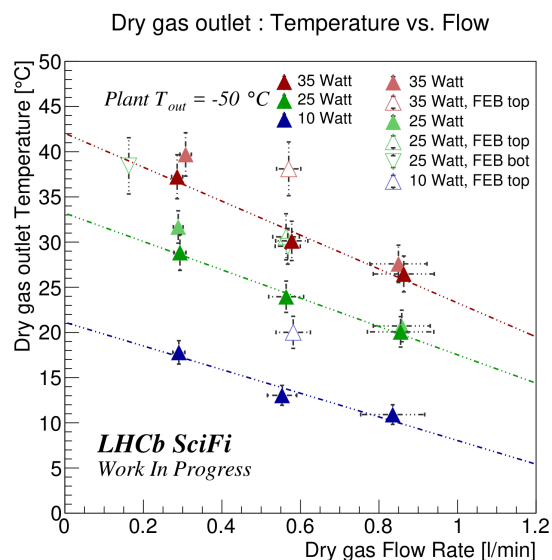 Dry gas outlet : Temperature vs. Flow
Dry gas outlet Temperature [°C]
50
45
40
35
30
25
20
15
10
5
0
Plant Tout = -50 °C
35 Watt
25 Watt
10 Watt
35 Watt
35 Watt, FEB top
25 Watt
25 Watt, FEB top
25 Watt, FEB bot
10 Watt, FEB top
LHCb SciFi
Work In Progress
0
0.2
0.4
0.6
0.8
1
1.2
Dry gas Flow Rate [l/min]